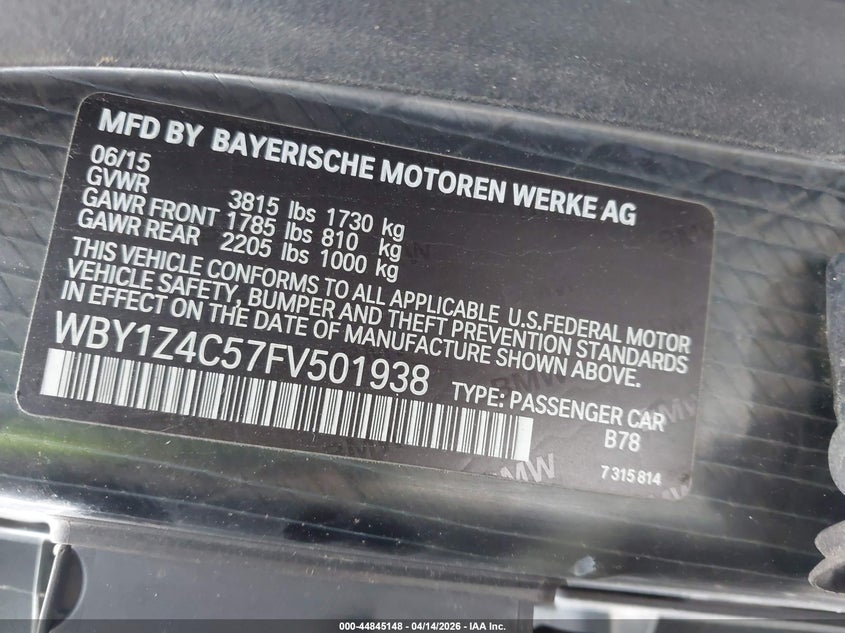 MFD BY BAYERISCHE MOTOREN WERKE AG
06/15
GVWR 3815 lbs 1730 kg
GAWR FRONT 1785 lbs 810 kg
GAWR REAR 2205 lbs 1000 kg
THIS VEHICLE CONFORMS TO ALL APPLICABLE U.S.FEDERAL MOTOR
VEHICLE SAFETY, BUMPER AND THEFT PREVENTION STANDARDS
IN EFFECT ON THE DATE OF MANUFACTURE SHOWN ABOVE.
WBY1Z4C57FV501938
TYPE: PASSENGER CAR
B78
7 315 814
BMW
000-44845148 - 04/14/2026 - IAA Inc.